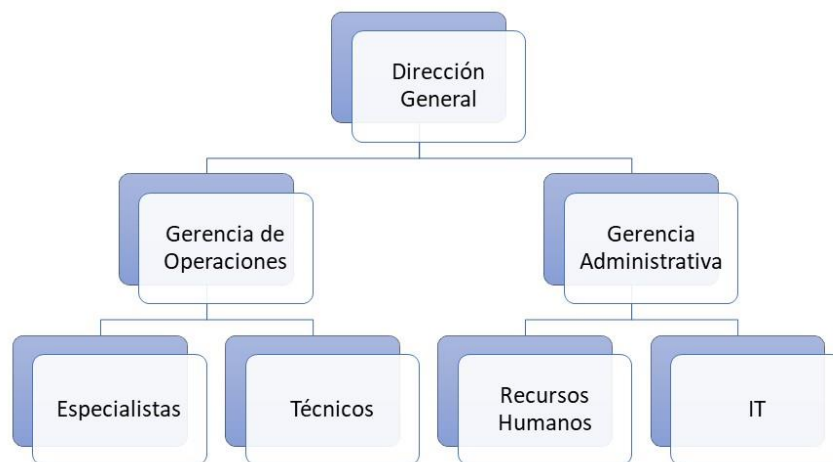 Dirección
General
Gerencia de
Operaciones
Gerencia
Administrativa
Especialistas
Técnicos
Recursos
Humanos
IT